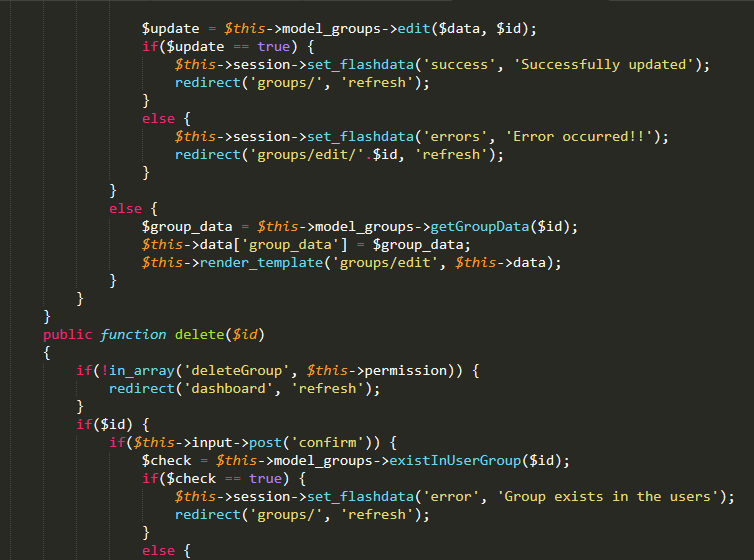 $update = $this->model_groups->edit($data, $id);
if($update == true) {
$this->session->set_flashdata('success', 'Successfully updated');
redirect('groups/', 'refresh');
}
else {
$this->session->set_flashdata('errors', 'Error occurred!!');
redirect('groups/edit/'.$id, 'refresh');
}
}
else {
$group_data = $this->model_groups->getGroupData($id);
$this->data['group_data'] = $group_data;
$this->render_template('groups/edit', $this->data);
}
}
}
public function delete($id)
{
if(!in_array('deleteGroup', $this->permission)) {
redirect('dashboard', 'refresh');
}
if($id) {
if($this->input->post('confirm')) {
$check = $this->model_groups->existInUserGroup($id);
if($check == true) {
$this->session->set_flashdata('error', 'Group exists in the users');
redirect('groups/', 'refresh');
}
else {